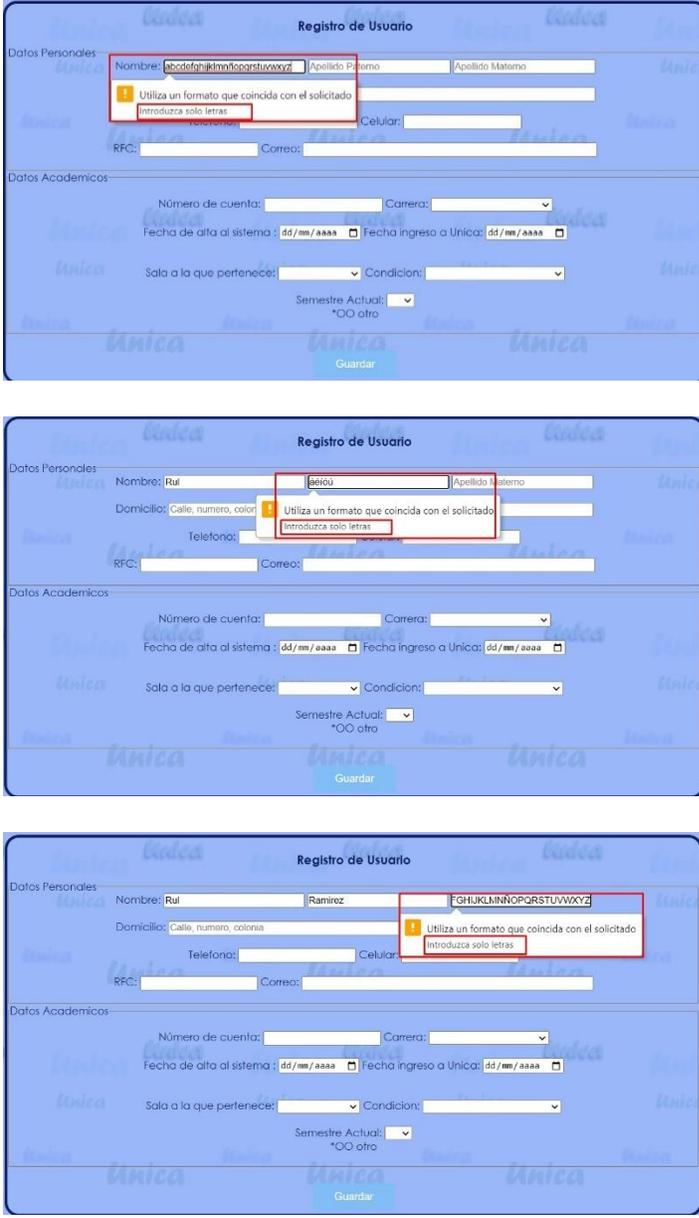 Registro de Usuario
Datos Personales
Nombre: abcdefghijklmnñopqrstuvwxyz Apellido Paterno Apellido Materno
Utiliza un formato que coincida con el solicitado
Introduzca solo letras
Telefono: Celular:
RFC: Correo:
Datos Academicos
Número de cuenta: Carrera:
Fecha de alta al sistema : dd/mm/aaaa Fecha ingreso a Unica: dd/mm/aaaa
Sala a la que pertenece: Condicion:
Semestre Actual:
*OO otro
Guardar
Registro de Usuario
Datos Personales
Nombre: Rul áéíóú Apellido Materno
Domicilio: Calle, numero, colon
Utiliza un formato que coincida con el solicitado
Introduzca solo letras
Telefono:
RFC: Correo:
Datos Academicos
Número de cuenta: Carrera:
Fecha de alta al sistema : dd/mm/aaaa Fecha ingreso a Unica: dd/mm/aaaa
Sala a la que pertenece: Condicion:
Semestre Actual:
*OO otro
Guardar
Registro de Usuario
Datos Personales
Nombre: Rul Ramirez FGHIJKLMNÑOPQRSTUVWXYZ
Domicilio: Calle, numero, colonia
Utiliza un formato que coincida con el solicitado
Introduzca solo letras
Telefono: Celular:
RFC: Correo:
Datos Academicos
Número de cuenta: Carrera:
Fecha de alta al sistema : dd/mm/aaaa Fecha ingreso a Unica: dd/mm/aaaa
Sala a la que pertenece: Condicion:
Semestre Actual:
*OO otro
Guardar